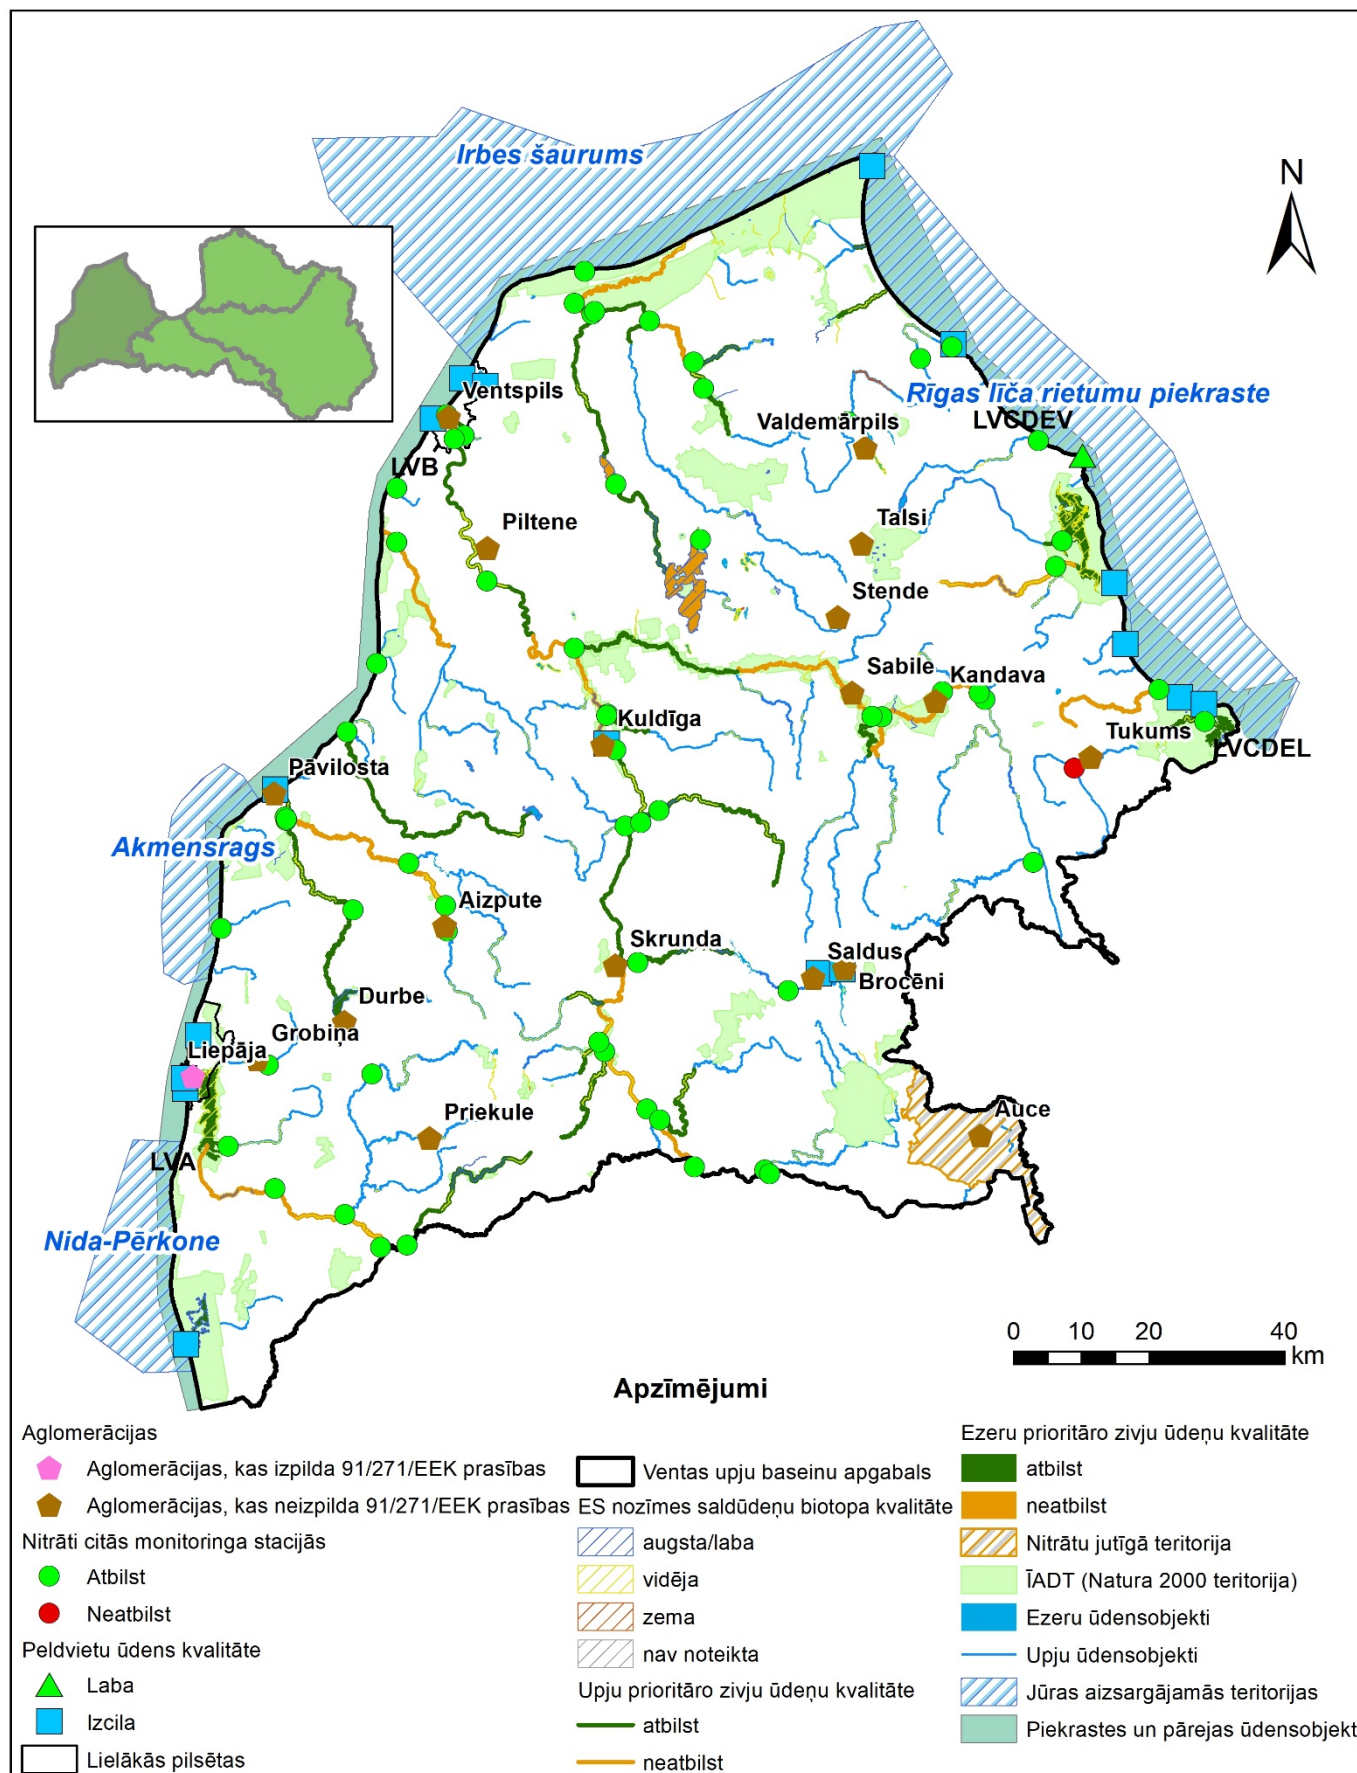 Irbes šaurums
N
Rīgas līča rietumu piekraste
LVCDEV
Ventspils
Valdemārpils
LVB
Piltene
Talsi
Stende
Sabile
Kandava
Kuldīga
Tukums
LVCDEL
Pāvilosta
Akmensrags
Aizpute
Skrunda
Saldus
Brocēni
Durbe
Grobiņa
Liepāja
Priekule
Auce
LVA
Nida-Pērkone
0 10 20 40
km
Apzīmējumi
Aglomerācijas
Aglomerācijas, kas izpilda 91/271/EEK prasības
Aglomerācijas, kas neizpilda 91/271/EEK prasības
Nitrāti citās monitoringa stacijās
Atbilst
Neatbilst
Peldvietu ūdens kvalitāte
Laba
Izcila
Lielākās pilsētas
Ventas upju baseinu apgabals
ES nozīmes saldūdeņu biotopa kvalitāte
augsta/laba
vidēja
zema
nav noteikta
Upju prioritāro zivju ūdeņu kvalitāte
atbilst
neatbilst
Ezeru prioritāro zivju ūdeņu kvalitāte
atbilst
neatbilst
Nitrātu jutīgā teritorija
ĪADT (Natura 2000 teritorija)
Ezeru ūdensobjekti
Upju ūdensobjekti
Jūras aizsargājamās teritorijas
Piekrastes un pārejas ūdensobjekt